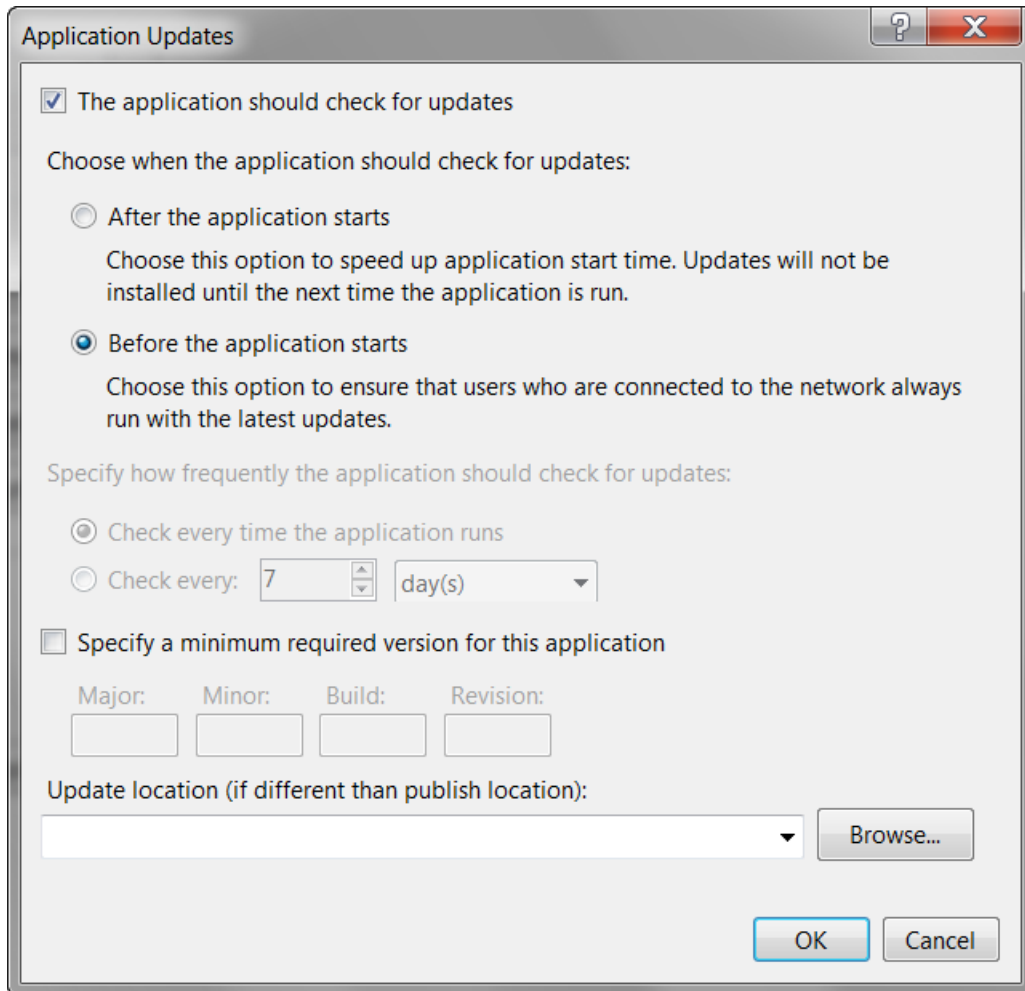 Application Updates
The application should check for updates
Choose when the application should check for updates:
After the application starts
Choose this option to speed up application start time. Updates will not be
installed until the next time the application is run.
Before the application starts
Choose this option to ensure that users who are connected to the network always
run with the latest updates.
Specify how frequently the application should check for updates:
Check every time the application runs
Check every: 7 day(s)
Specify a minimum required version for this application
Major: Minor: Build: Revision:
Update location (if different than publish location):
Browse...
OK Cancel